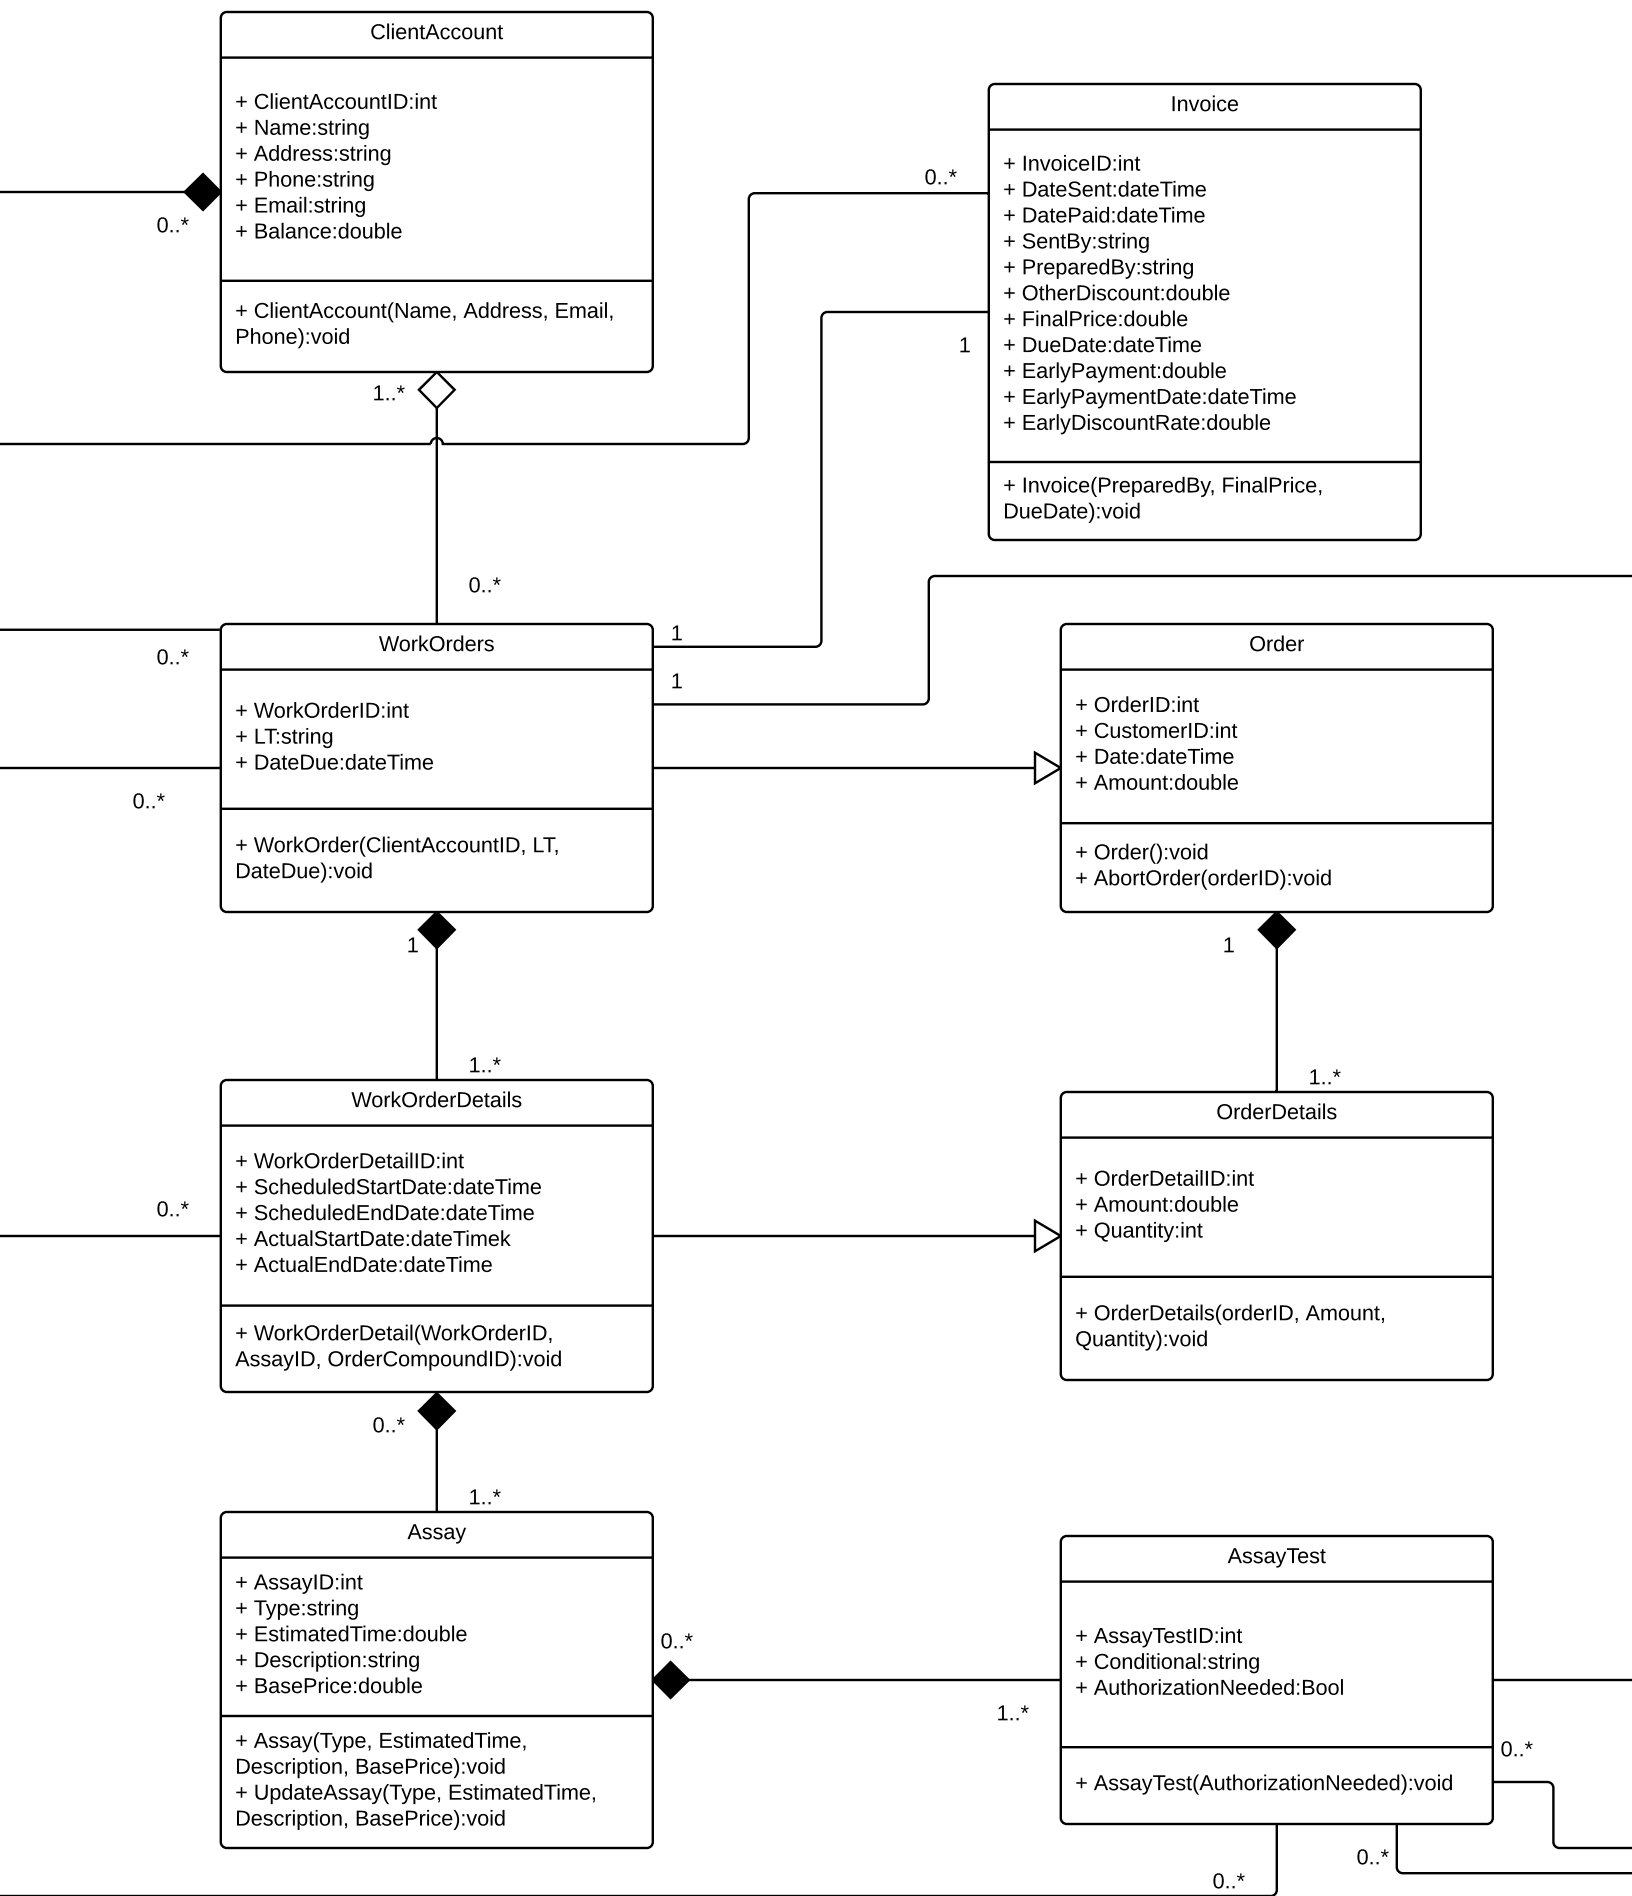 ClientAccount
+ ClientAccountID:int
+ Name:string
+ Address:string
+ Phone:string
+ Email:string
+ Balance:double
0..*
+ ClientAccount(Name, Address, Email,
Phone):void
1..*
0..*
Invoice
+ InvoiceID:int
+ DateSent:dateTime
+ DatePaid:dateTime
+ SentBy:string
+ PreparedBy:string
+ OtherDiscount:double
+ FinalPrice:double
+ DueDate:dateTime
+ EarlyPayment:double
+ EarlyPaymentDate:dateTime
+ EarlyDiscountRate:double
+ Invoice(PreparedBy, FinalPrice,
DueDate):void
0..*
1
WorkOrders
+ WorkOrderID:int
+ LT:string
+ DateDue:dateTime
+ WorkOrder(ClientAccountID, LT,
DateDue):void
0..*
0..*
1
1
1
1..*
Order
+ OrderID:int
+ CustomerID:int
+ Date:dateTime
+ Amount:double
+ Order():void
+ AbortOrder(orderID):void
1
1..*
WorkOrderDetails
+ WorkOrderDetailID:int
+ ScheduledStartDate:dateTime
+ ScheduledEndDate:dateTime
+ ActualStartDate:dateTimek
+ ActualEndDate:dateTime
+ WorkOrderDetail(WorkOrderID,
AssayID, OrderCompoundID):void
0..*
0..*
1..*
OrderDetails
+ OrderDetailID:int
+ Amount:double
+ Quantity:int
+ OrderDetails(orderID, Amount,
Quantity):void
Assay
+ AssayID:int
+ Type:string
+ EstimatedTime:double
+ Description:string
+ BasePrice:double
+ Assay(Type, EstimatedTime,
Description, BasePrice):void
+ UpdateAssay(Type, EstimatedTime,
Description, BasePrice):void
0..*
1..*
AssayTest
+ AssayTestID:int
+ Conditional:string
+ AuthorizationNeeded:Bool
+ AssayTest(AuthorizationNeeded):void
0..*
0..*
0..*